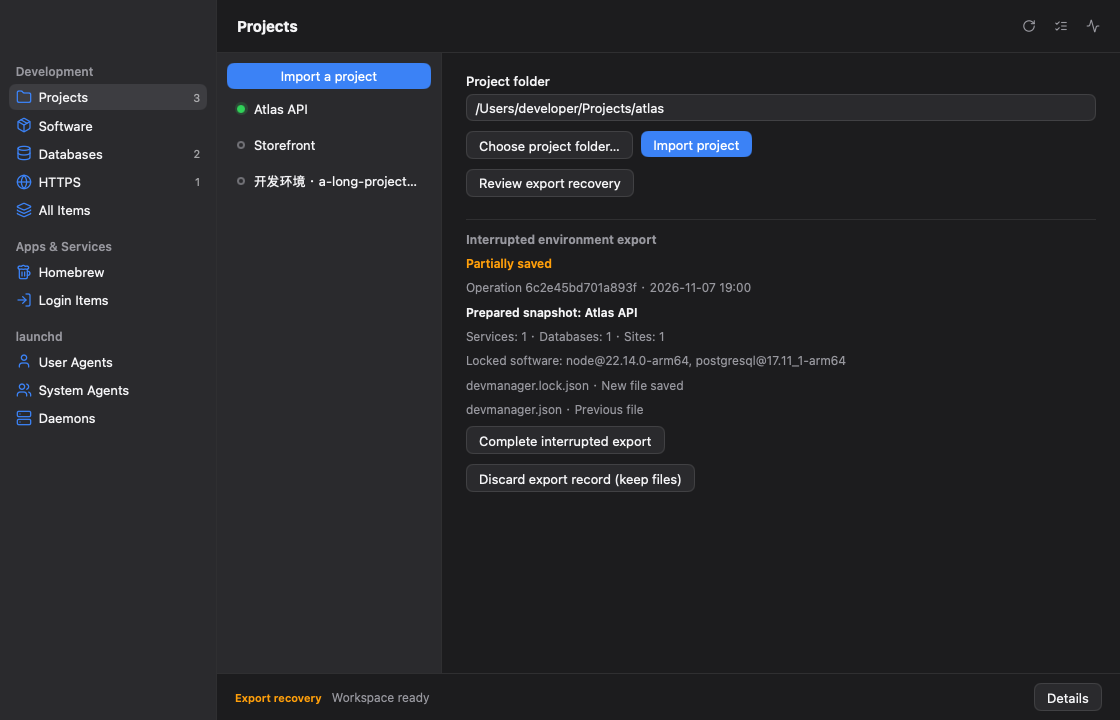 Projects
Development
Projects 3
Software
Databases 2
HTTPS 1
All Items
Apps & Services
Homebrew
Login Items
launchd
User Agents
System Agents
Daemons
Import a project
Atlas API
Storefront
开发环境 · a-long-project...
Project folder
/Users/developer/Projects/atlas
Choose project folder...
Import project
Review export recovery
Interrupted environment export
Partially saved
Operation 6c2e45bd701a893f · 2026-11-07 19:00
Prepared snapshot: Atlas API
Services: 1 · Databases: 1 · Sites: 1
Locked software: node@22.14.0-arm64, postgresql@17.11_1-arm64
devmanager.lock.json · New file saved
devmanager.json · Previous file
Complete interrupted export
Discard export record (keep files)
Export recovery Workspace ready
Details